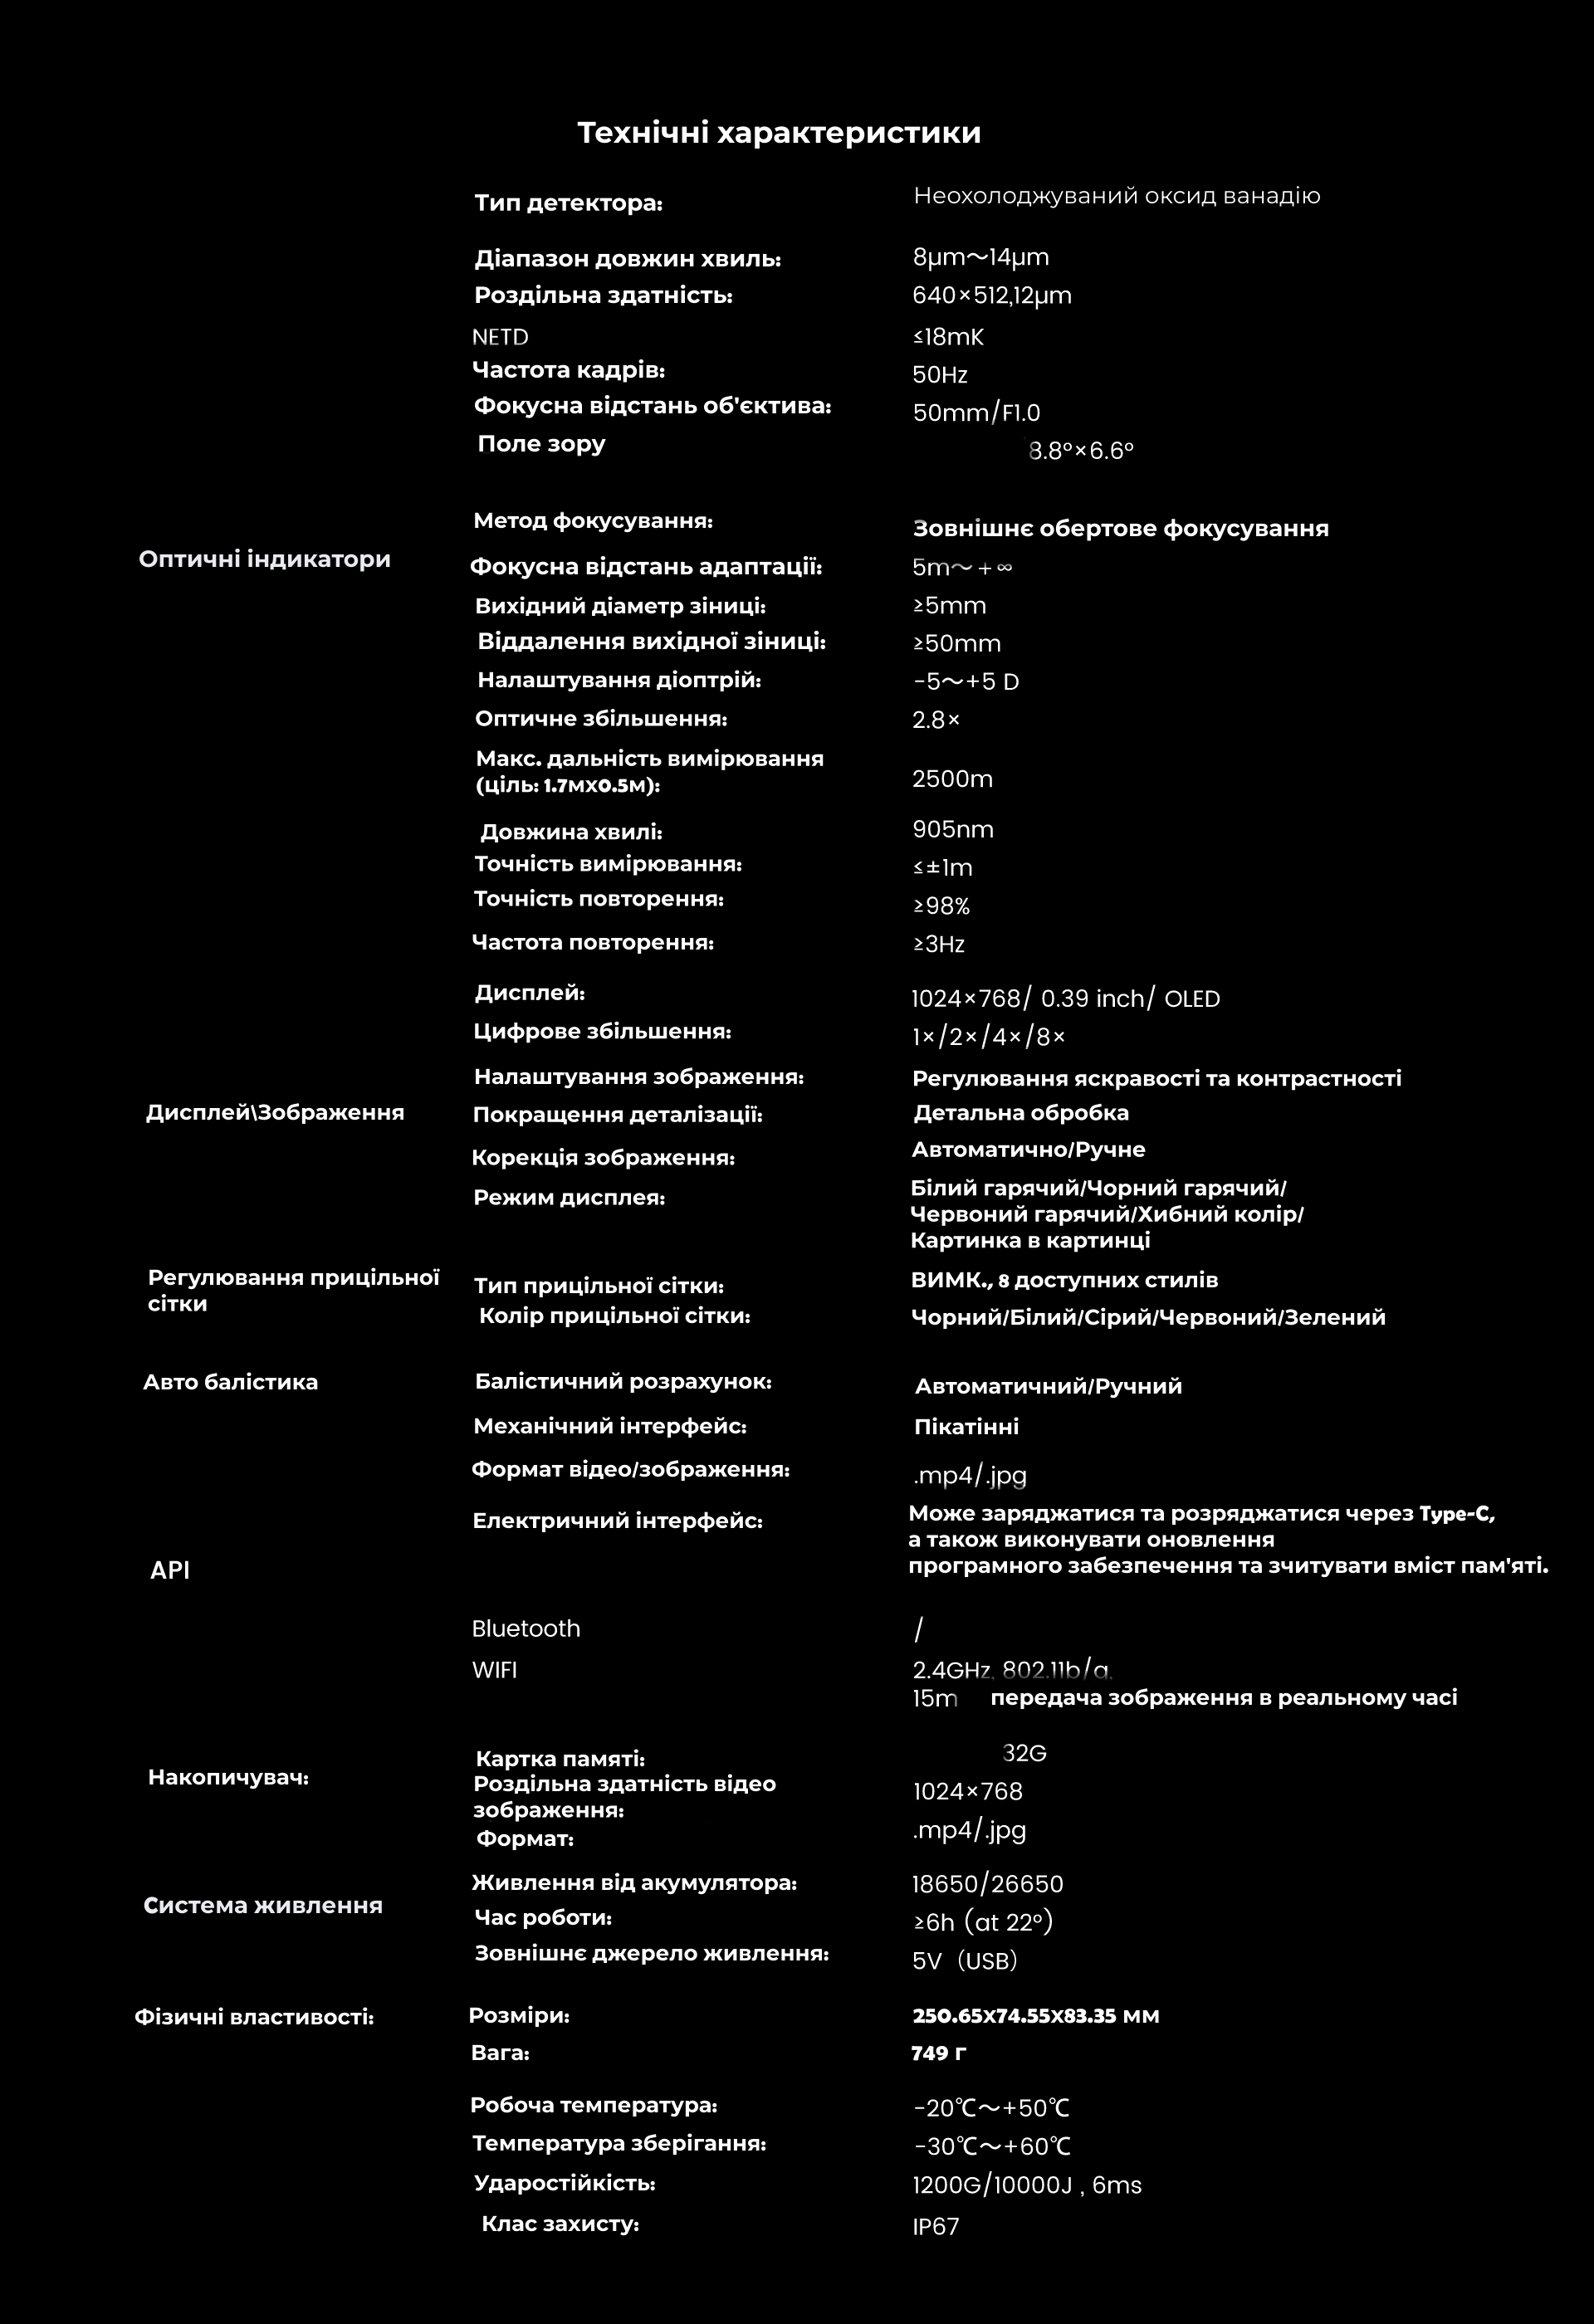 Технічні характеристики
Тип детектора: Неохолоджуваний оксид ванадію
Діапазон довжин хвиль: 8μm～14μm
Роздільна здатність: 640×512,12μm
NETD ≤18mK
Частота кадрів: 50Hz
Фокусна відстань об'єктива: 50mm/F1.0
Поле зору 8.8°×6.6°
Метод фокусування: Зовнішнє обертове фокусування
Оптичні індикатори
Фокусна відстань адаптації: 5m～+∞
Вихідний діаметр зіниці: ≥5mm
Віддалення вихідної зіниці: ≥50mm
Налаштування діоптрій: -5～+5 D
Оптичне збільшення: 2.8×
Макс. дальність вимірювання
(ціль: 1.7мх0.5м): 2500m
Довжина хвилі: 905nm
Точність вимірювання: ≤±1m
Точність повторення: ≥98%
Частота повторення: ≥3Hz
Дисплей: 1024×768/ 0.39 inch/ OLED
Цифрове збільшення: 1×/2×/4×/8×
Налаштування зображення: Регулювання яскравості та контрастності
Дисплей\Зображення Покращення деталізації: Детальна обробка
Корекція зображення: Автоматично/Ручне
Режим дисплея: Білий гарячий/Чорний гарячий/
Червоний гарячий/Хибний колір/
Картинка в картинці
Регулювання прицільної
сітки
Тип прицільної сітки: ВИМК., 8 доступних стилів
Колір прицільної сітки: Чорний/Білий/Сірий/Червоний/Зелений
Авто балістика Балістичний розрахунок: Автоматичний/Ручний
Механічний інтерфейс: Пікатінні
Формат відео/зображення: .mp4/.jpg
Електричний інтерфейс: Може заряджатися та розряджатися через Type-C,
а також виконувати оновлення
програмного забезпечення та зчитувати вміст пам'яті.
API
Bluetooth /
WIFI 2.4GHz, 802.11b/g,
15m передача зображення в реальному часі
Накопичувач:
Картка памяті: 32G
Роздільна здатність відео
зображення: 1024×768
Формат: .mp4/.jpg
Живлення від акумулятора: 18650/26650
Система живлення
Час роботи: ≥6h (at 22°)
Зовнішнє джерело живлення: 5V (USB)
Фізичні властивості: Розміри: 250.65х74.55х83.35 мм
Вага: 749 г
Робоча температура: -20℃～+50℃
Температура зберігання: -30℃～+60℃
Ударостійкість: 1200G/10000J , 6ms
Клас захисту: IP67